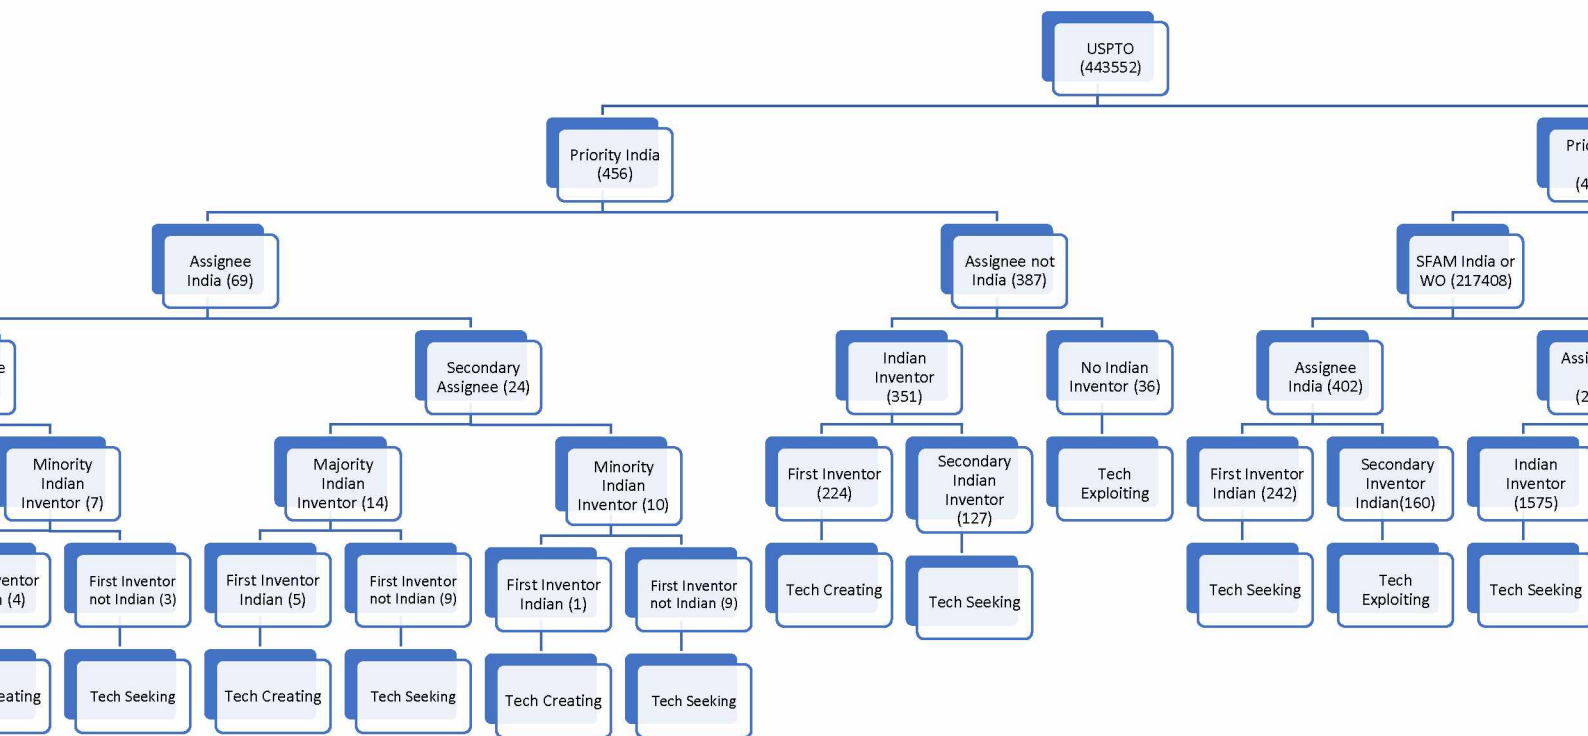 USPTO
(443552)
Priority India
(456)
(4
Assignee
India (69)
Assignee not
India (387)
SFAM India or
WO (217408)
Secondary
Assignee (24)
Indian
Inventor
(351)
No Indian
Inventor (36)
Assignee
India (402)
(2
Minority
Indian
Inventor (7)
Majority
Indian
Inventor (14)
Minority
Indian
Inventor (10)
First Inventor
(224)
Secondary
Indian
Inventor
(127)
Tech
Exploiting
First Inventor
Indian (242)
Secondary
Inventor
Indian(160)
Indian
Inventor
(1575)
(4)
First Inventor
not Indian (3)
First Inventor
Indian (5)
First Inventor
not Indian (9)
First Inventor
Indian (1)
First Inventor
not Indian (9)
Tech Creating
Tech Seeking
Tech Seeking
Tech
Exploiting
Tech Seeking
Tech Seeking
Tech Creating
Tech Seeking
Tech Creating
Tech Seeking